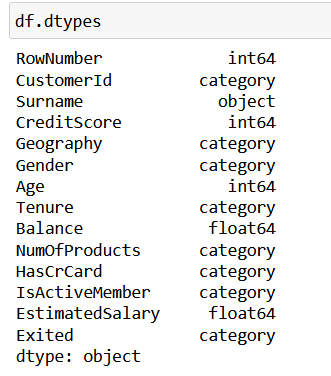 df.dtypes
RowNumber int64
CustomerId category
Surname object
CreditScore int64
Geography category
Gender category
Age int64
Tenure category
Balance float64
NumOfProducts category
HasCrCard category
IsActiveMember category
EstimatedSalary float64
Exited category
dtype: object